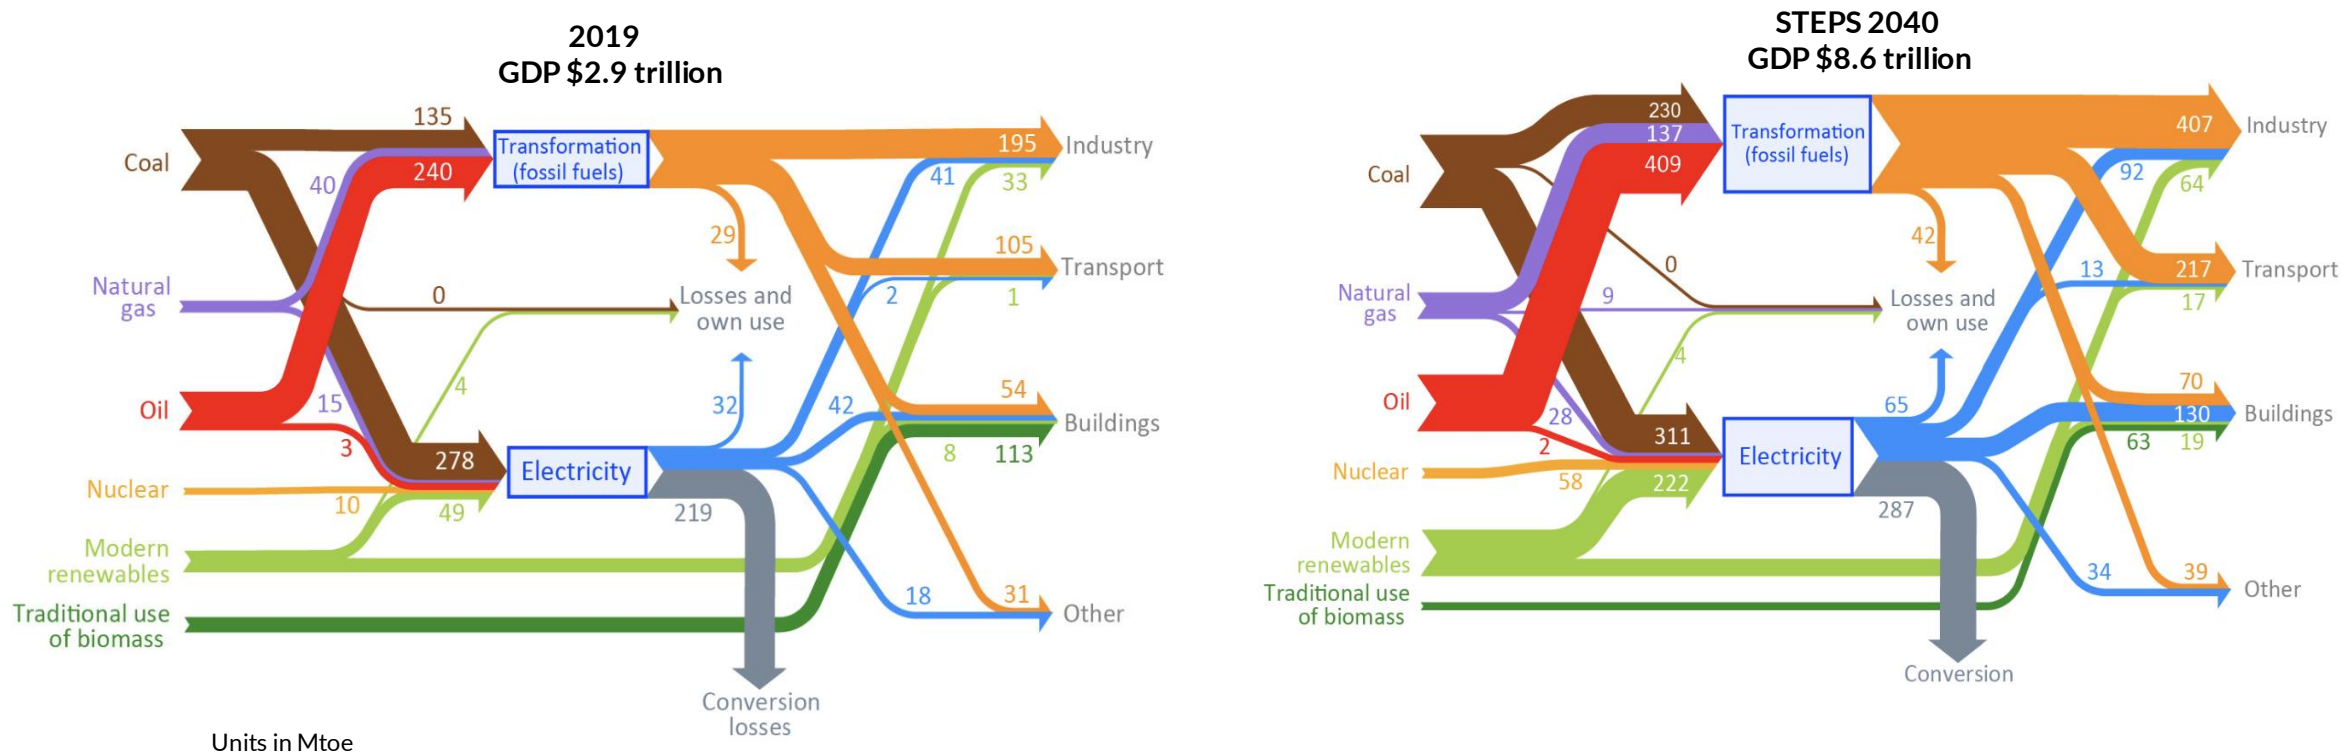 2019
GDP $2.9 trillion
135
Coal
40
240
Transformation
(fossil fuels)
195
Industry
41
33
29
105
Transport
Natural
gas
0
Losses and
own use
2
1
Oil
15
3
4
32
42
54
Buildings
278
Electricity
8
113
Nuclear
10
49
219
Modern
renewables
18
31
Other
Traditional use
of biomass
Conversion
losses
Units in Mtoe
STEPS 2040
GDP $8.6 trillion
230
137
409
Coal
Transformation
(fossil fuels)
407
Industry
92
64
42
0
13
217
Transport
17
Natural
gas
9
Losses and
own use
4
Oil
28
2
65
70
130
Buildings
63
19
311
Electricity
Nuclear
58
222
287
Modern
renewables
34
39
Other
Traditional use
of biomass
Conversion